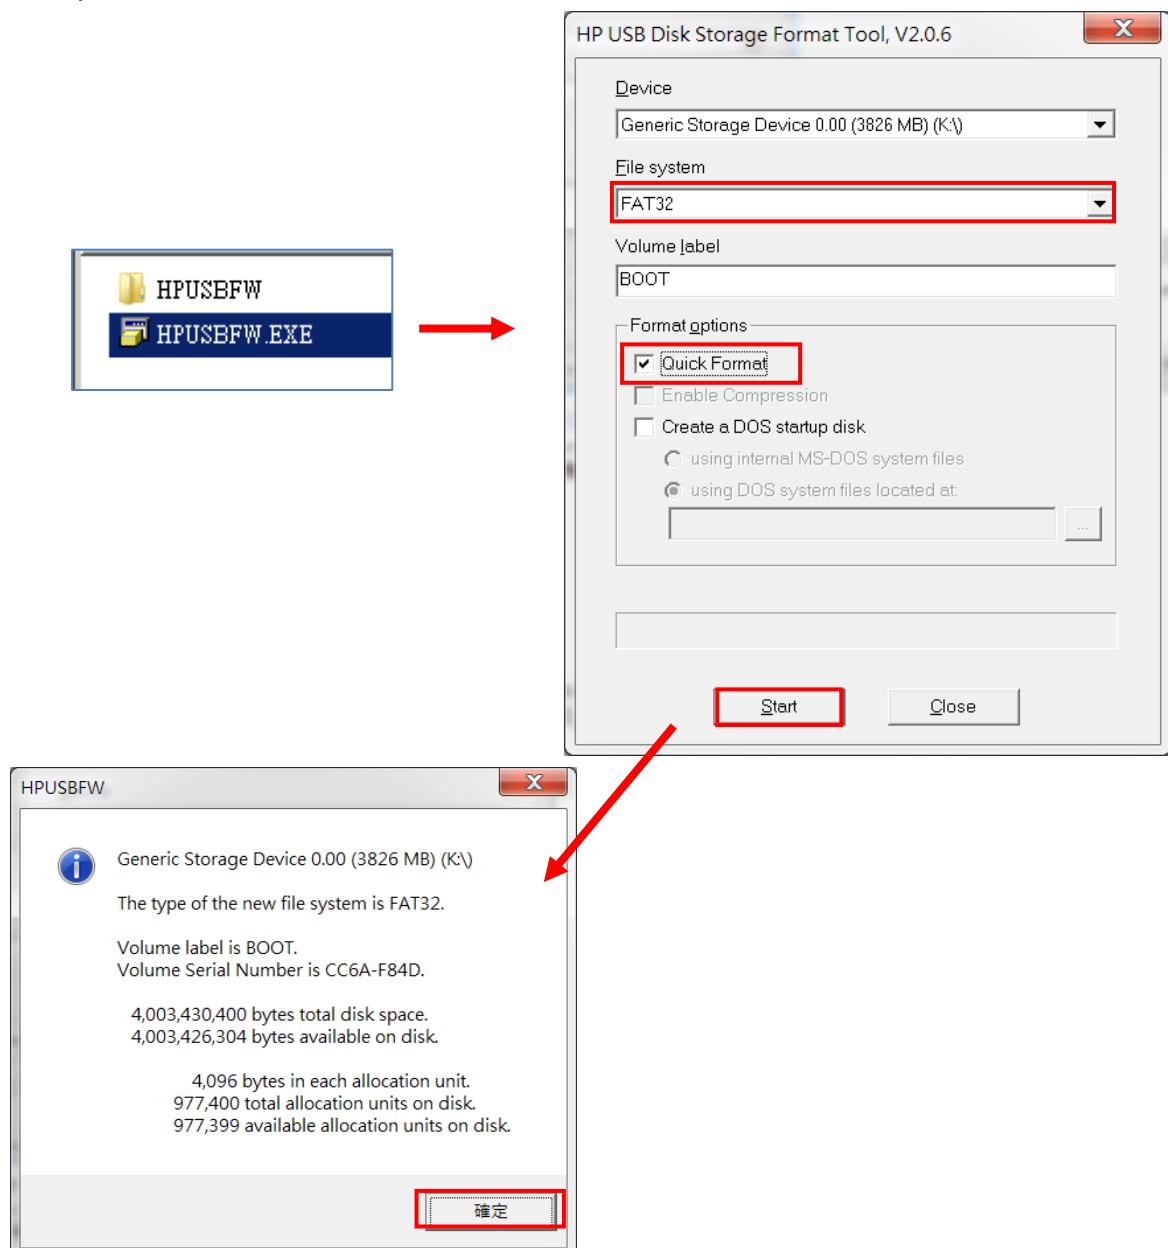 HP USB Disk Storage Format Tool, V2.0.6
Device
Generic Storage Device 0.00 (3826 MB) (K:\)
File system
FAT32
Volume label
BOOT
Format options
Quick Format
Enable Compression
Create a DOS startup disk
using internal MS-DOS system files
using DOS system files located at:
...
Start
Close
HPUSBFW
HPUSBFW.EXE
HPUSBFW
Generic Storage Device 0.00 (3826 MB) (K:\)
The type of the new file system is FAT32.
Volume label is BOOT.
Volume Serial Number is CC6A-F84D.
4,003,430,400 bytes total disk space.
4,003,426,304 bytes available on disk.
4,096 bytes in each allocation unit.
977,400 total allocation units on disk.
977,399 available allocation units on disk.
確定